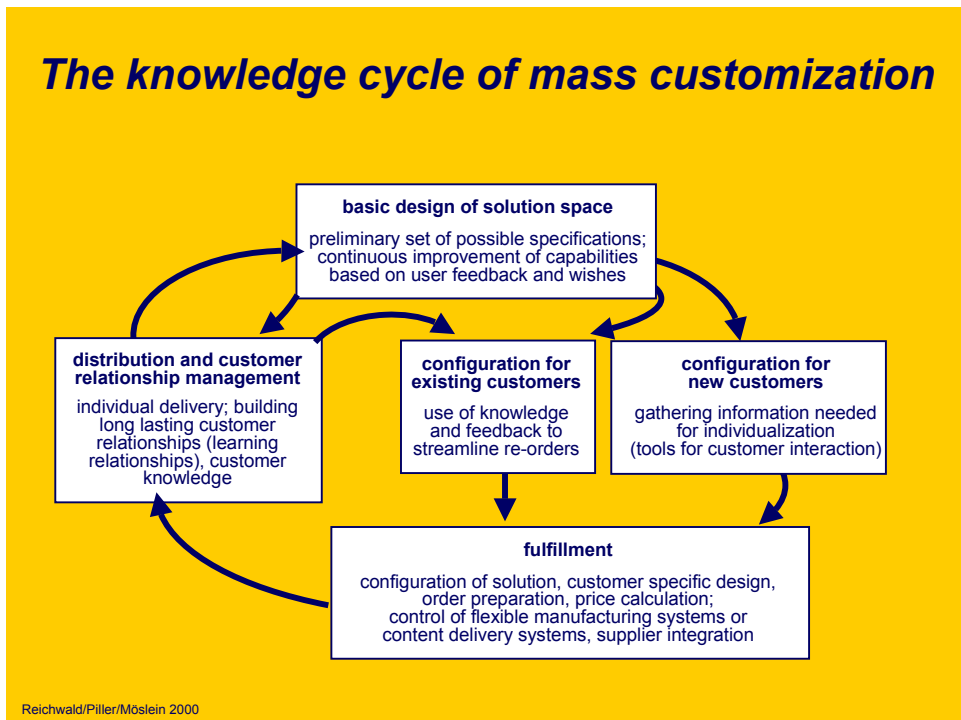 The knowledge cycle of mass customization
basic design of solution space
preliminary set of possible specifications;
continuous improvement of capabilities
based on user feedback and wishes
distribution and customer
relationship management
individual delivery; building
long lasting customer
relationships (learning
relationships), customer
knowledge
configuration for
existing customers
use of knowledge
and feedback to
streamline re-orders
configuration for
new customers
gathering information needed
for individualization
(tools for customer interaction)
fulfillment
configuration of solution, customer specific design,
order preparation, price calculation;
control of flexible manufacturing systems or
content delivery systems, supplier integration
Reichwald/Piller/Möslein 2000